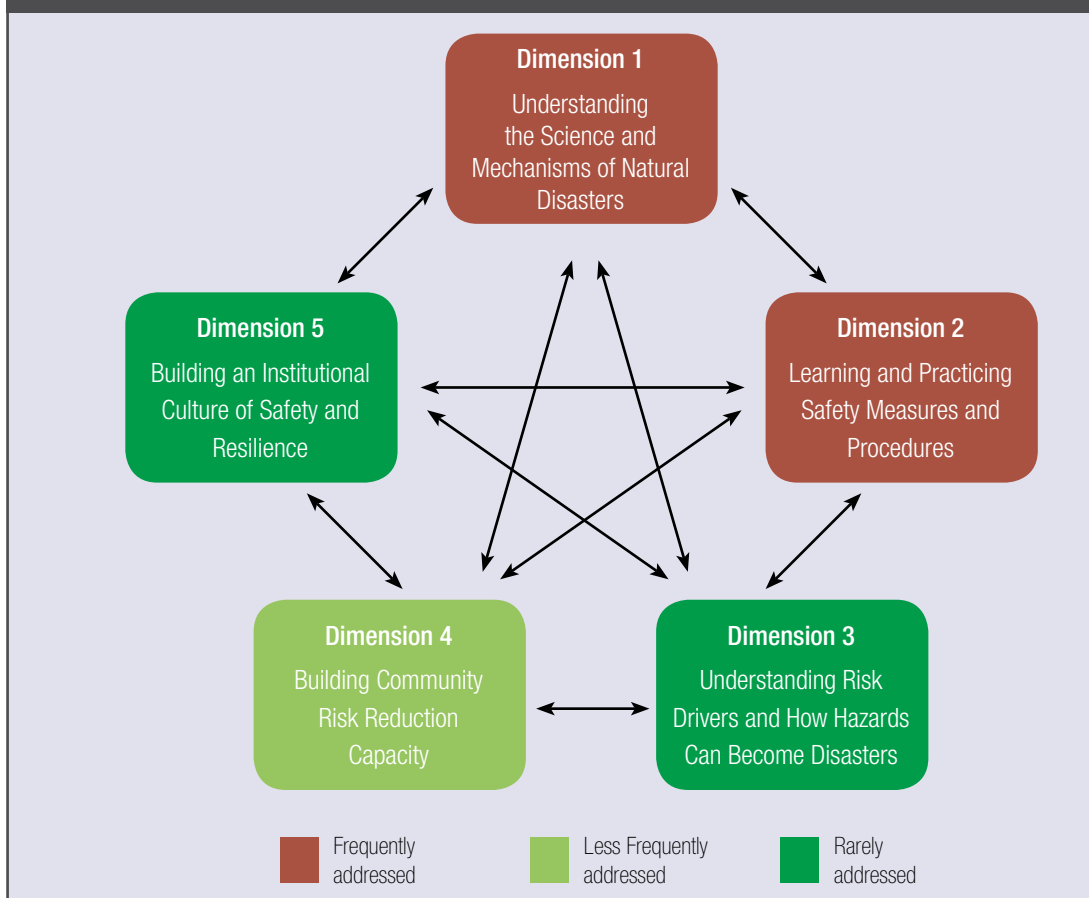 Dimension 1
Understanding
the Science and
Mechanisms of Natural
Disasters
Dimension 5
Building an Institutional
Culture of Safety and
Resilience
Dimension 2
Learning and Practicing
Safety Measures and
Procedures
Dimension 4
Building Community
Risk Reduction
Capacity
Dimension 3
Understanding Risk
Drivers and How Hazards
Can Become Disasters
Frequently
addressed
Less Frequently
addressed
Rarely
addressed